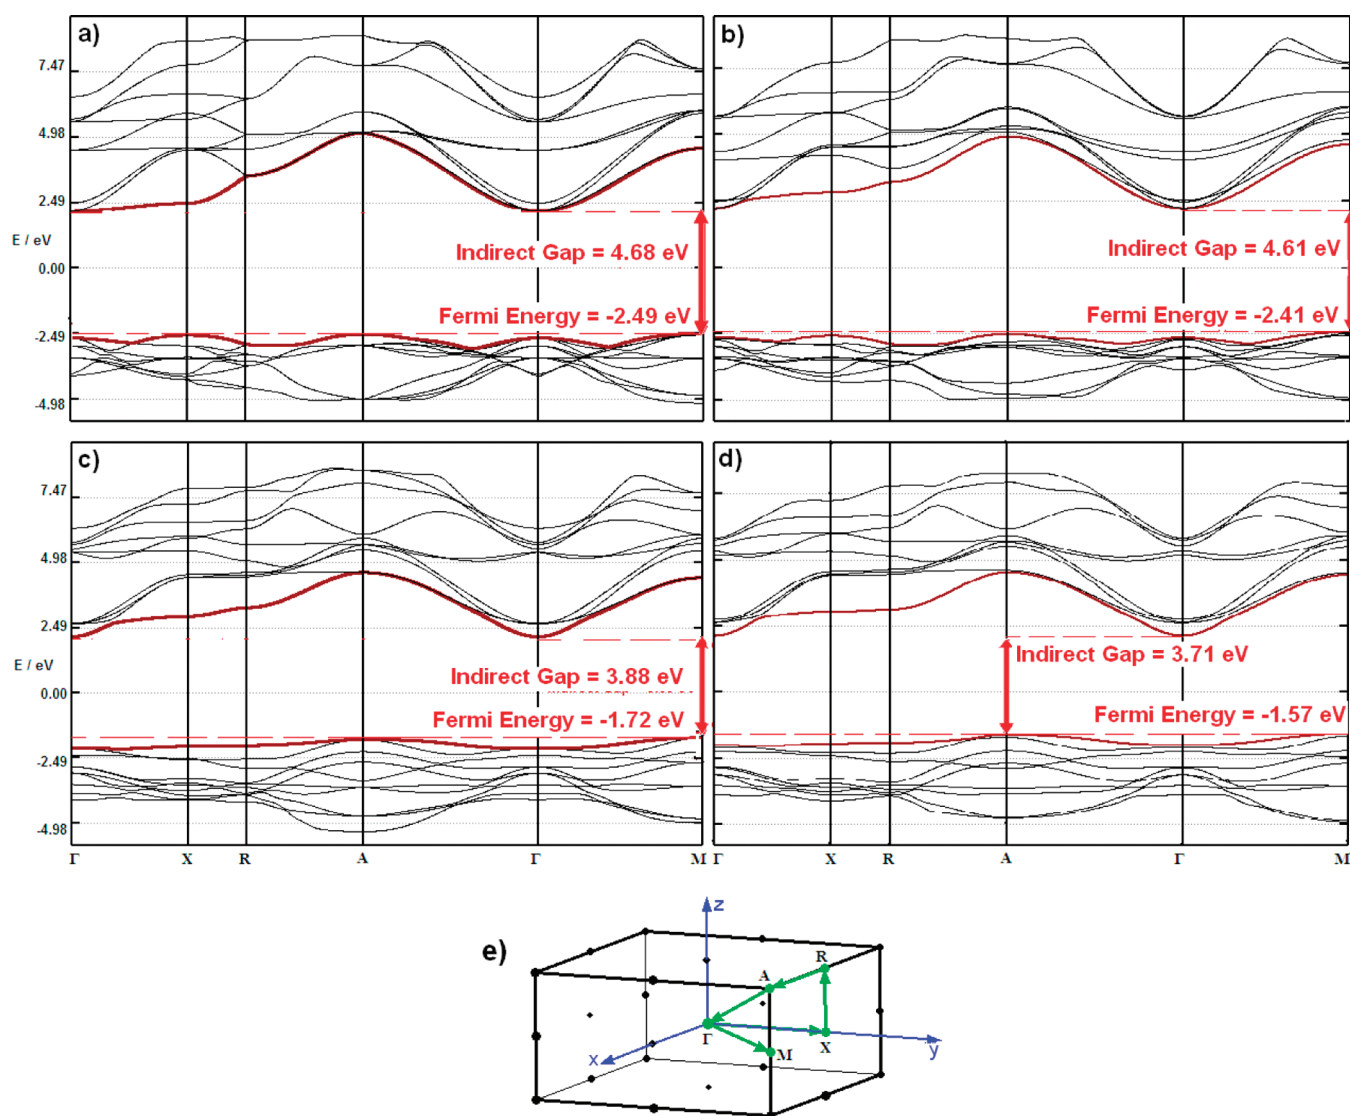 a)
b)
7.47
4.98
2.49
E / eV
0.00
-2.49
-4.98
Indirect Gap = 4.68 eV
Fermi Energy = -2.49 eV
Indirect Gap = 4.61 eV
Fermi Energy = -2.41 eV
c)
d)
7.47
4.98
2.49
E / eV
0.00
-2.49
-4.98
Indirect Gap = 3.88 eV
Fermi Energy = -1.72 eV
Indirect Gap = 3.71 eV
Fermi Energy = -1.57 eV
Γ X R A Γ M
X R A Γ M
e)
z
R
A
Γ
X
y
M
x